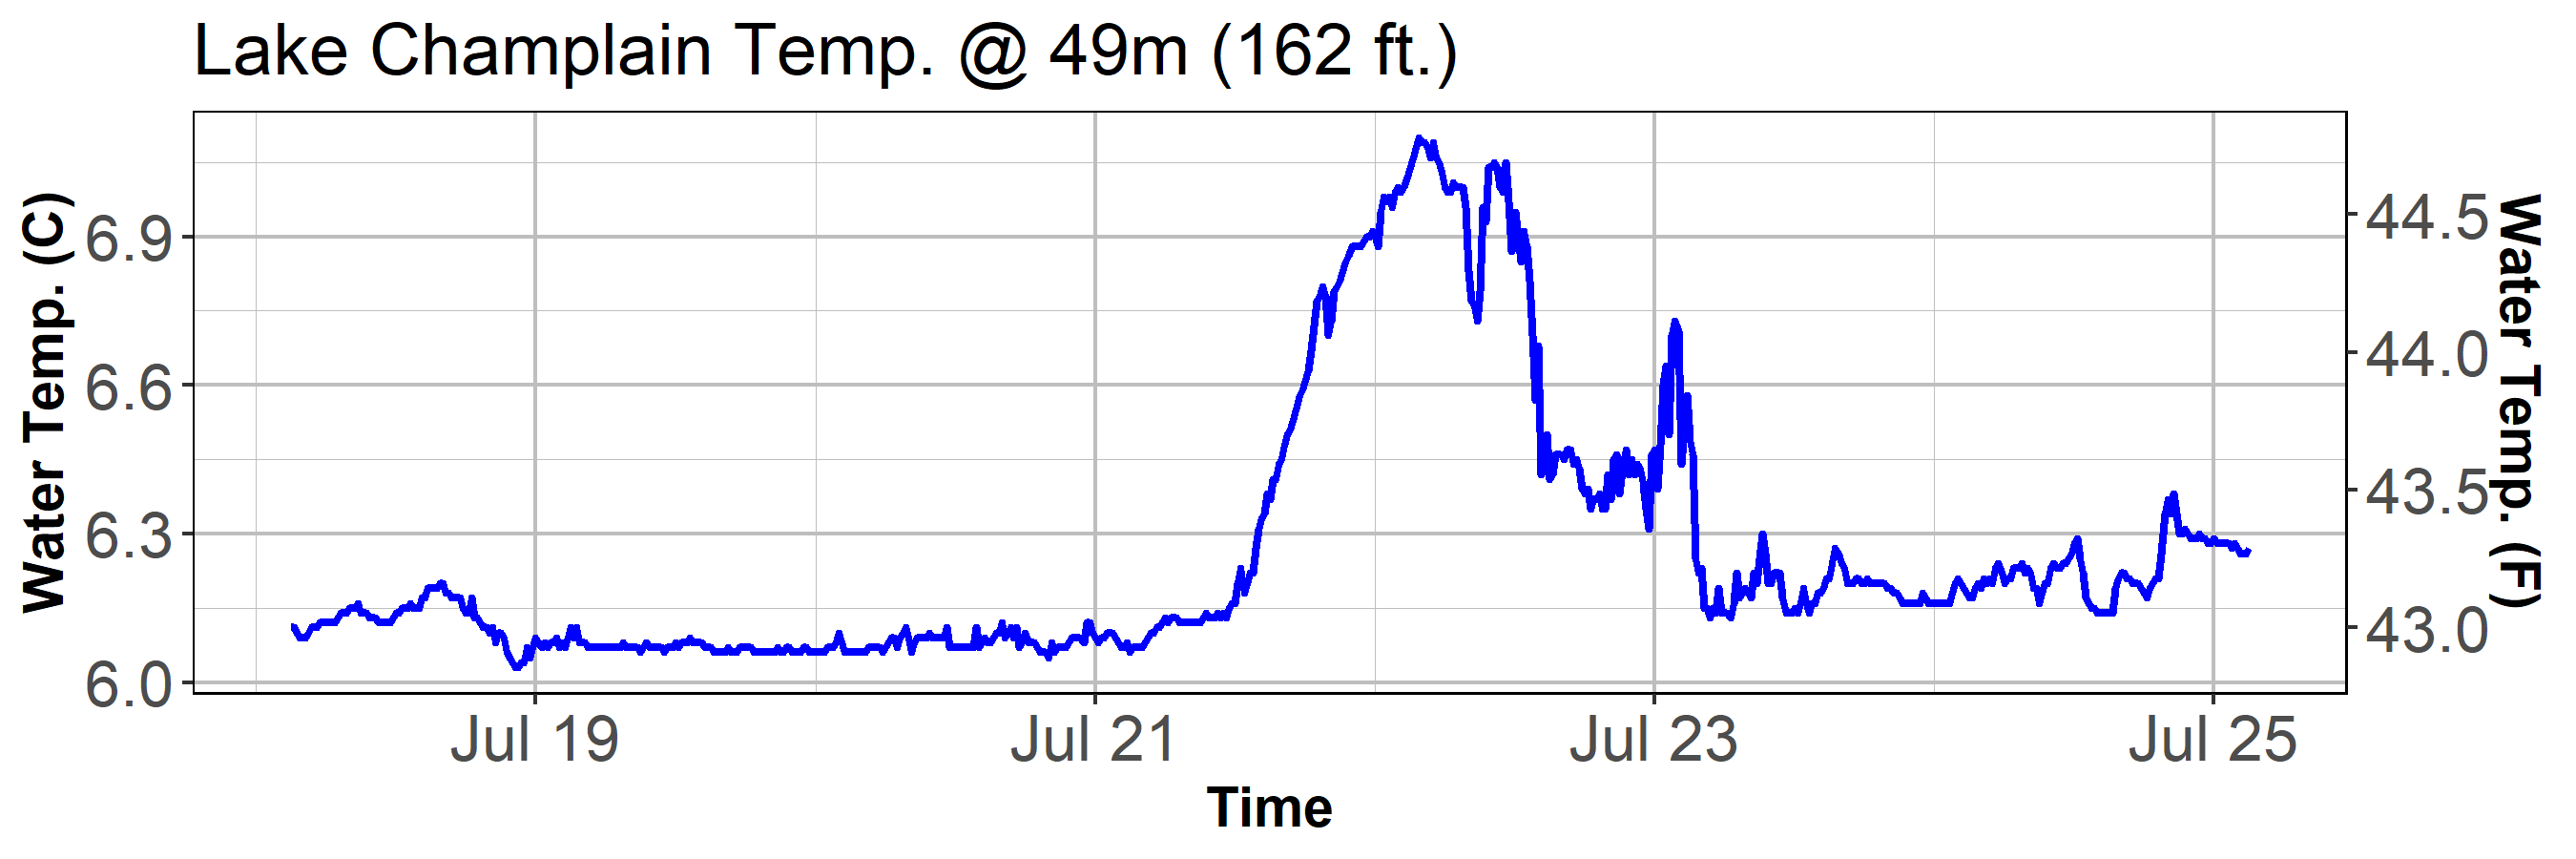 Lake Champlain Temp. @ 49m (162 ft.)
Water Temp. (C)
6.9
6.6
6.3
6.0
44.5
44.0
43.5
43.0
Water Temp. (F)
Jul 19 Jul 21 Jul 23 Jul 25
Time